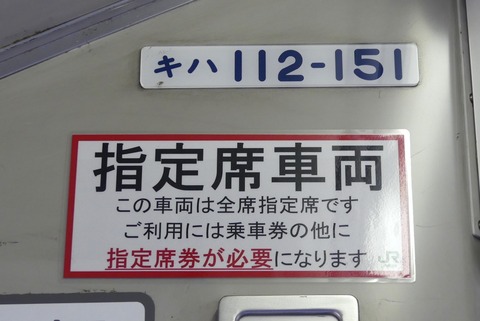 キハ 112-151
指定席車両
この車両は全席指定席です
ご利用には乗車券の他に
指定席券が必要になります
JR